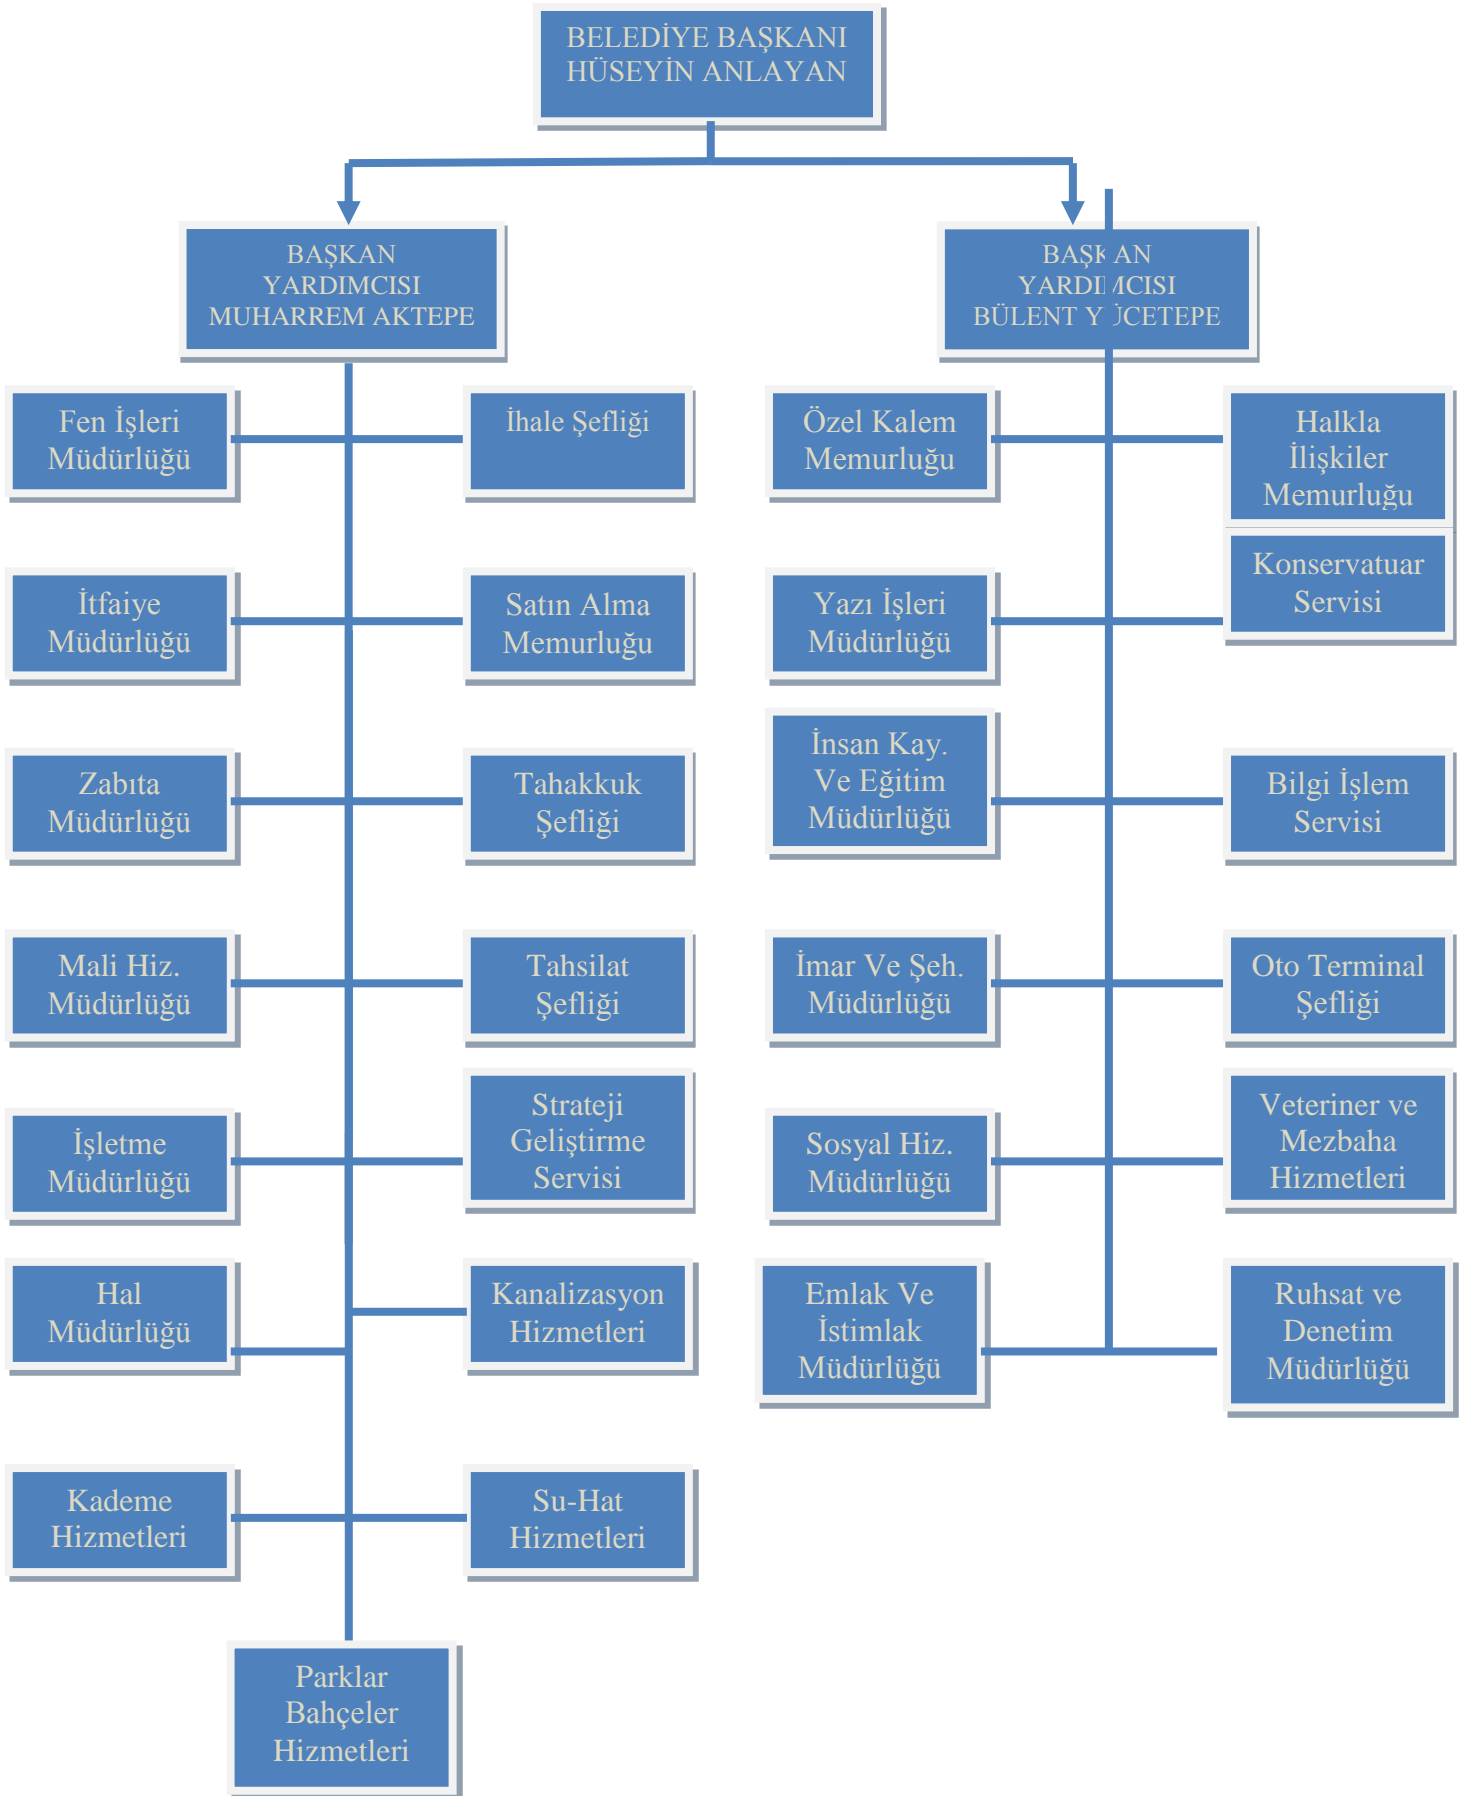 BELEDİYE BAŞKANI
HÜSEYİN ANLAYAN
BAŞKAN
YARDIMCISI
MUHARREM AKTEPE
BAŞKAN
YARDIMCISI
BÜLENT YÜCETEPE
Fen İşleri
Müdürlüğü
İhale Şefliği
Özel Kalem
Memurluğu
Halkla
İlişkiler
Memurluğu
İtfaiye
Müdürlüğü
Satın Alma
Memurluğu
Yazı İşleri
Müdürlüğü
Konservatuar
Servisi
Zabıta
Müdürlüğü
Tahakkuk
Şefliği
İnsan Kay.
Ve Eğitim
Müdürlüğü
Bilgi İşlem
Servisi
Mali Hiz.
Müdürlüğü
Tahsilat
Şefliği
İmar Ve Şeh.
Müdürlüğü
Oto Terminal
Şefliği
İşletme
Müdürlüğü
Strateji
Geliştirme
Servisi
Sosyal Hiz.
Müdürlüğü
Veteriner ve
Mezbaha
Hizmetleri
Hal
Müdürlüğü
Kanalizasyon
Hizmetleri
Emlak Ve
İstimlak
Müdürlüğü
Ruhsat ve
Denetim
Müdürlüğü
Kademe
Hizmetleri
Su-Hat
Hizmetleri
Parklar
Bahçeler
Hizmetleri